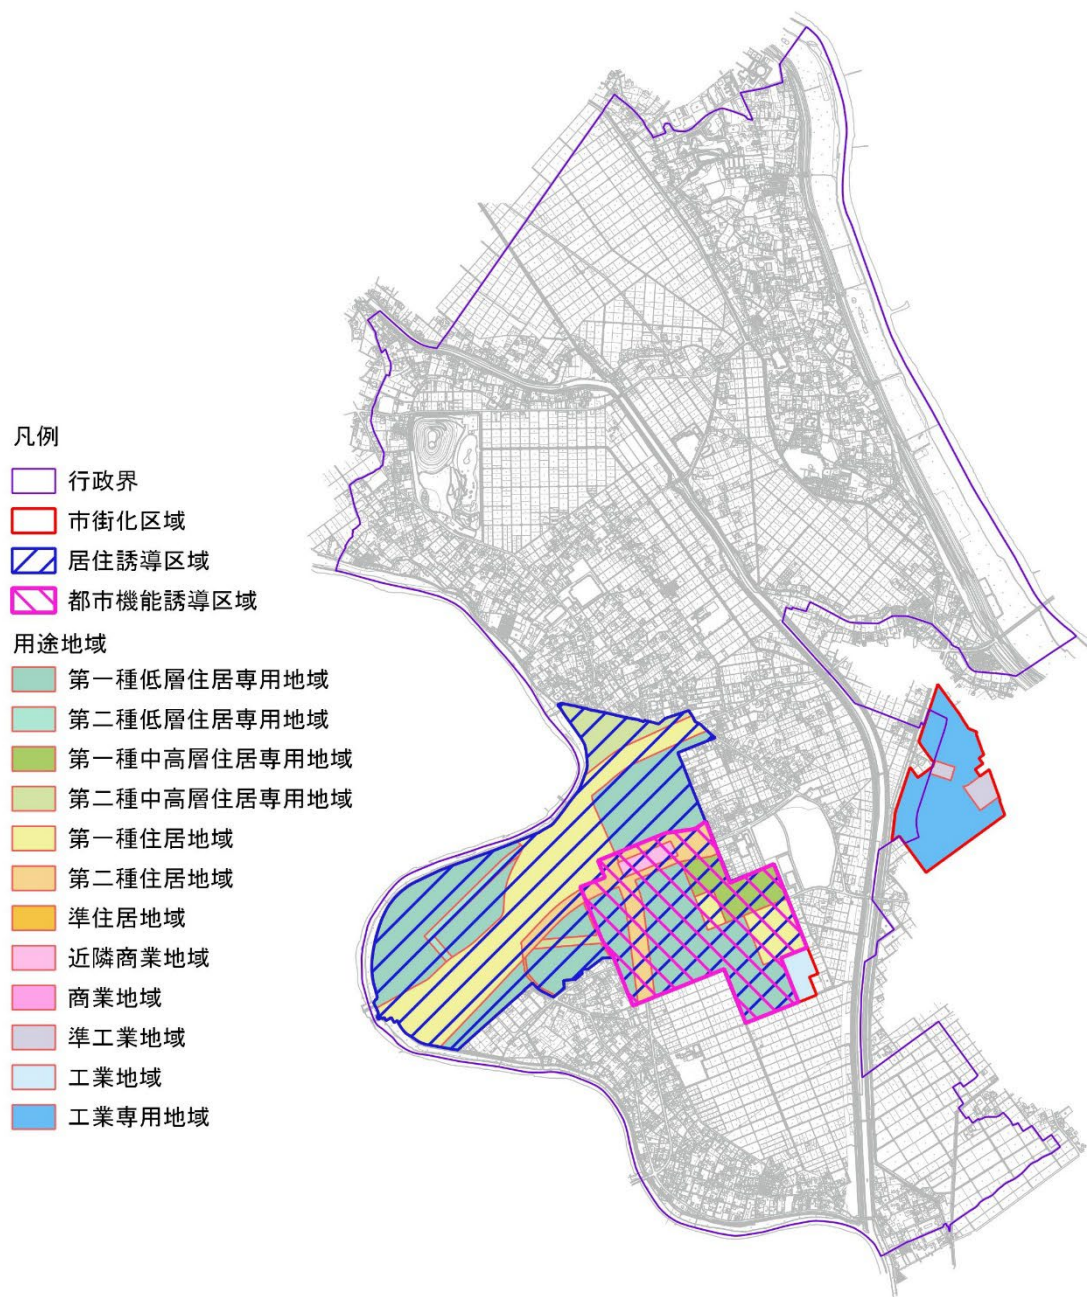 凡例
行政界
市街化区域
居住誘導区域
都市機能誘導区域
用途地域
第一種低層住居専用地域
第二種低層住居専用地域
第一種中高層住居専用地域
第二種中高層住居専用地域
第一種住居地域
第二種住居地域
準住居地域
近隣商業地域
商業地域
準工業地域
工業地域
工業専用地域